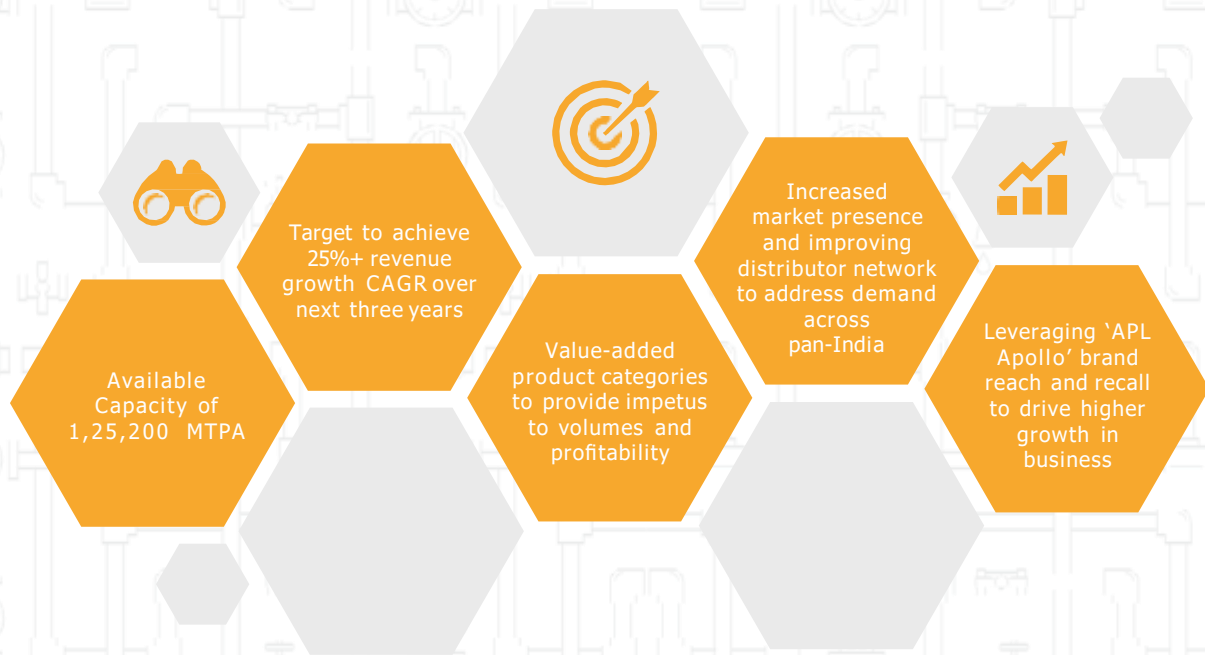 Available
Capacity of
1,25,200 MTPA
Target to achieve
25%+ revenue
growth CAGR over
next three years
Value-added
product categories
to provide impetus
to volumes and
profitability
Increased
market presence
and improving
distributor network
to address demand
across
pan-India
Leveraging ‘APL
Apollo’ brand
reach and recall
to drive higher
growth in
business